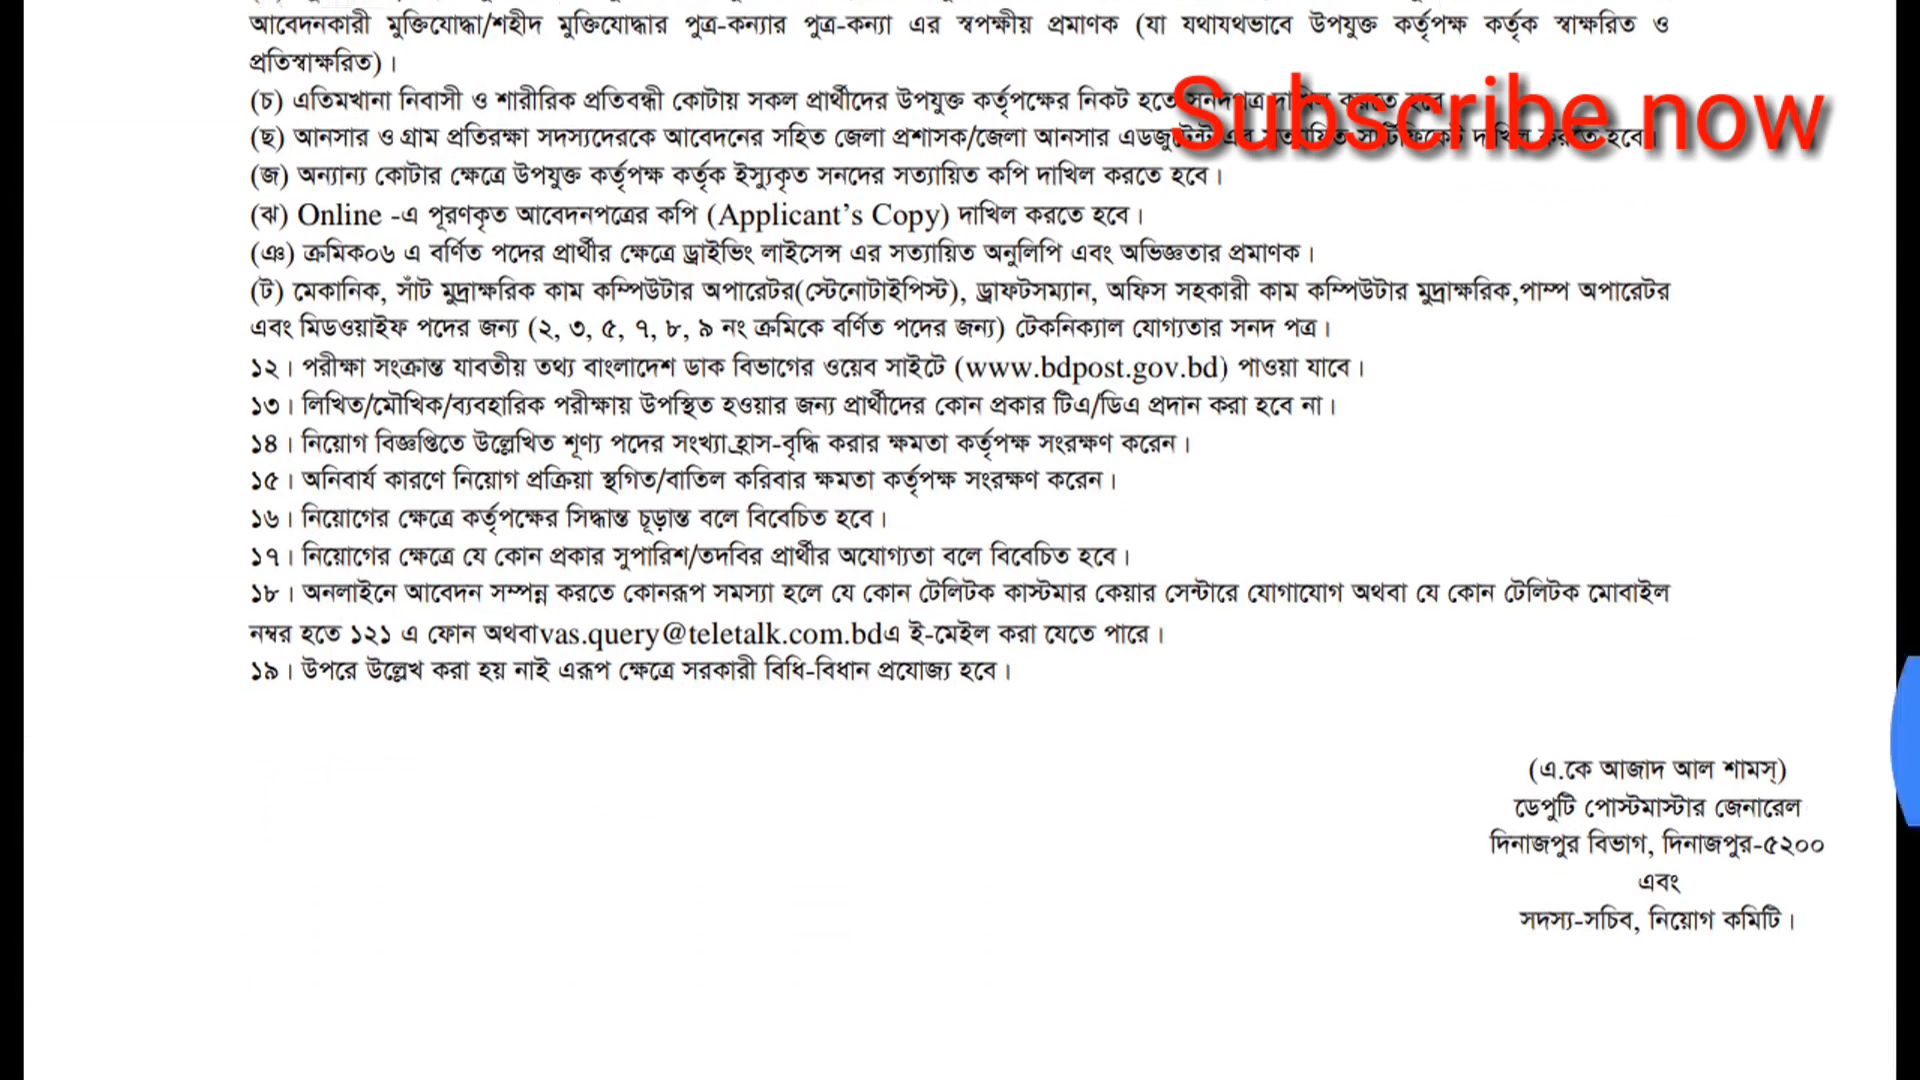 আবেদনকারী মুক্তিযোদ্ধা/শহীদ মুক্তিযোদ্ধার পুত্র-কন্যার পুত্র-কন্যা এর স্বপক্ষীয় প্রমাণক (যা যথাযথভাবে উপযুক্ত কর্তৃপক্ষ কর্তৃক স্বাক্ষরিত ও
প্রতিস্বাক্ষরিত)।
(চ) এতিমখানা নিবাসী ও শারীরিক প্রতিবন্ধী কোটায় সকল প্রার্থীদের উপযুক্ত কর্তৃপক্ষের নিকট হতে সনদপত্র দাখিল করতে হবে
Subscribe now
(ছ) আনসার ও গ্রাম প্রতিরক্ষা সদস্যদেরকে আবেদনের সহিত জেলা প্রশাসক/জেলা আনসার এডজুটেন্ট এর সত্যায়িত সার্টিফিকেট দাখিল করতে হবে।
(জ) অন্যান্য কোটার ক্ষেত্রে উপযুক্ত কর্তৃপক্ষ কর্তৃক ইস্যুকৃত সনদের সত্যায়িত কপি দাখিল করতে হবে।
(ঝ) Online -এ পূরণকৃত আবেদনপত্রের কপি (Applicant’s Copy) দাখিল করতে হবে।
(ঞ) ক্রমিক০৬ এ বর্ণিত পদের প্রার্থীর ক্ষেত্রে ড্রাইভিং লাইসেন্স এর সত্যায়িত অনুলিপি এবং অভিজ্ঞতার প্রমাণক।
(ট) মেকানিক, সাঁট মুদ্রাক্ষরিক কাম কম্পিউটার অপারেটর(স্টেনোটাইপিস্ট), ড্রাফটসম্যান, অফিস সহকারী কাম কম্পিউটার মুদ্রাক্ষরিক,পাম্প অপারেটর
এবং মিডওয়াইফ পদের জন্য (২, ৩, ৫, ৭, ৮, ৯ নং ক্রমিকে বর্ণিত পদের জন্য) টেকনিক্যাল যোগ্যতার সনদ পত্র।
১২। পরীক্ষা সংক্রান্ত যাবতীয় তথ্য বাংলাদেশ ডাক বিভাগের ওয়েব সাইটে (www.bdpost.gov.bd) পাওয়া যাবে।
১৩। লিখিত/মৌখিক/ব্যবহারিক পরীক্ষায় উপস্থিত হওয়ার জন্য প্রার্থীদের কোন প্রকার টিএ/ডিএ প্রদান করা হবে না।
১৪। নিয়োগ বিজ্ঞপ্তিতে উল্লেখিত শূণ্য পদের সংখ্যা হ্রাস-বৃদ্ধি করার ক্ষমতা কর্তৃপক্ষ সংরক্ষণ করেন।
১৫। অনিবার্য কারণে নিয়োগ প্রক্রিয়া স্থগিত/বাতিল করিবার ক্ষমতা কর্তৃপক্ষ সংরক্ষণ করেন।
১৬। নিয়োগের ক্ষেত্রে কর্তৃপক্ষের সিদ্ধান্ত চূড়ান্ত বলে বিবেচিত হবে।
১৭। নিয়োগের ক্ষেত্রে যে কোন প্রকার সুপারিশ/তদবির প্রার্থীর অযোগ্যতা বলে বিবেচিত হবে।
১৮। অনলাইনে আবেদন সম্পন্ন করতে কোনরূপ সমস্যা হলে যে কোন টেলিটক কাস্টমার কেয়ার সেন্টারে যোগাযোগ অথবা যে কোন টেলিটক মোবাইল
নম্বর হতে ১২১ এ ফোন অথবাvas.query@teletalk.com.bdএ ই-মেইল করা যেতে পারে।
১৯। উপরে উল্লেখ করা হয় নাই এরূপ ক্ষেত্রে সরকারী বিধি-বিধান প্রযোজ্য হবে।
(এ.কে আজাদ আল শামস্)
ডেপুটি পোস্টমাস্টার জেনারেল
দিনাজপুর বিভাগ, দিনাজপুর-৫২০০
এবং
সদস্য-সচিব, নিয়োগ কমিটি।